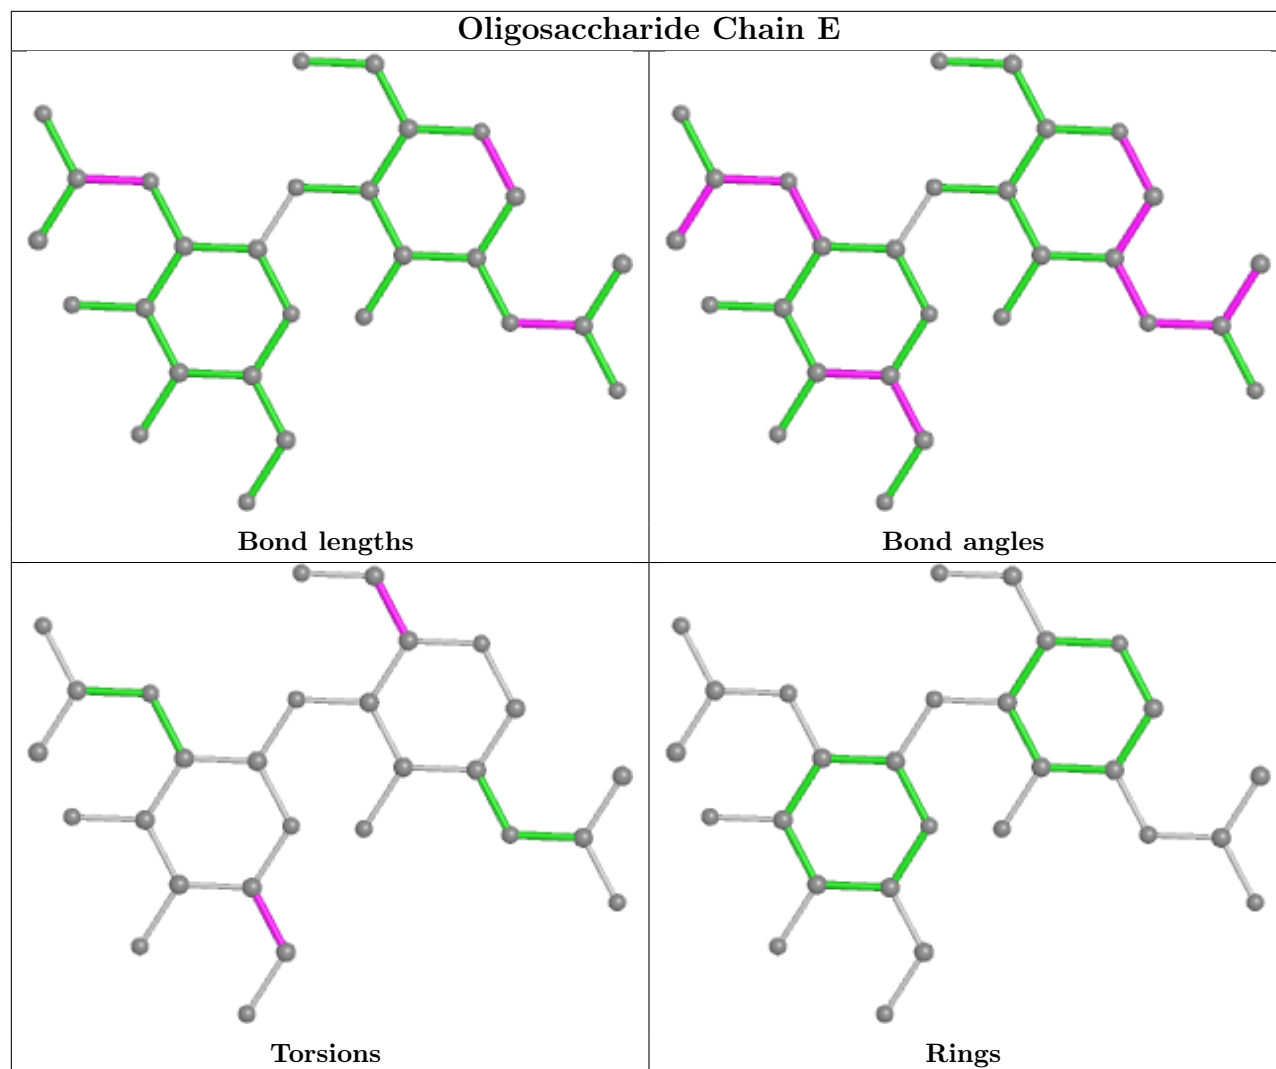 Oligosaccharide Chain E
Bond lengths
Bond angles
Torsions
Rings